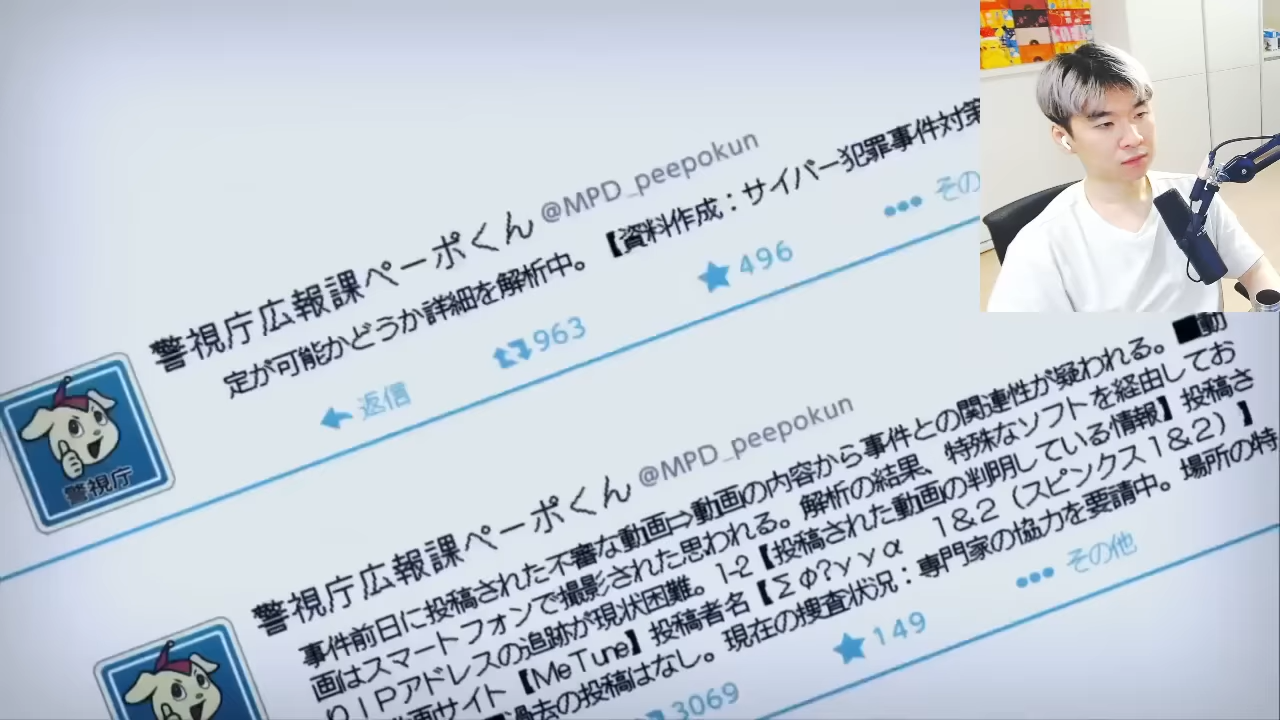 警視庁広報課ペーポくん @MPD_peepokun
定が可能かどうか詳細を解析中。【資料作成：サイバー犯罪事件対策
返信 963 496 ••• その
警視庁
警視庁広報課ペーポくん @MPD_peepokun
事件前日に投稿された不審な動画⇒動画の内容から事件との関連性が疑われる。■動
画はスマートフォンで撮影された思われる。解析の結果、特殊なソフトを経由してお
りＩＰアドレスの追跡が現状困難。1-2【投稿された動画の判明している情報】投稿さ
動画サイト【MeTune】投稿者名【Σφ?γγα　1＆2（スピンクス1＆2）】
過去の投稿はなし。現在の捜査状況：専門家の協力を要請中。場所の特
3069 149 ••• その他